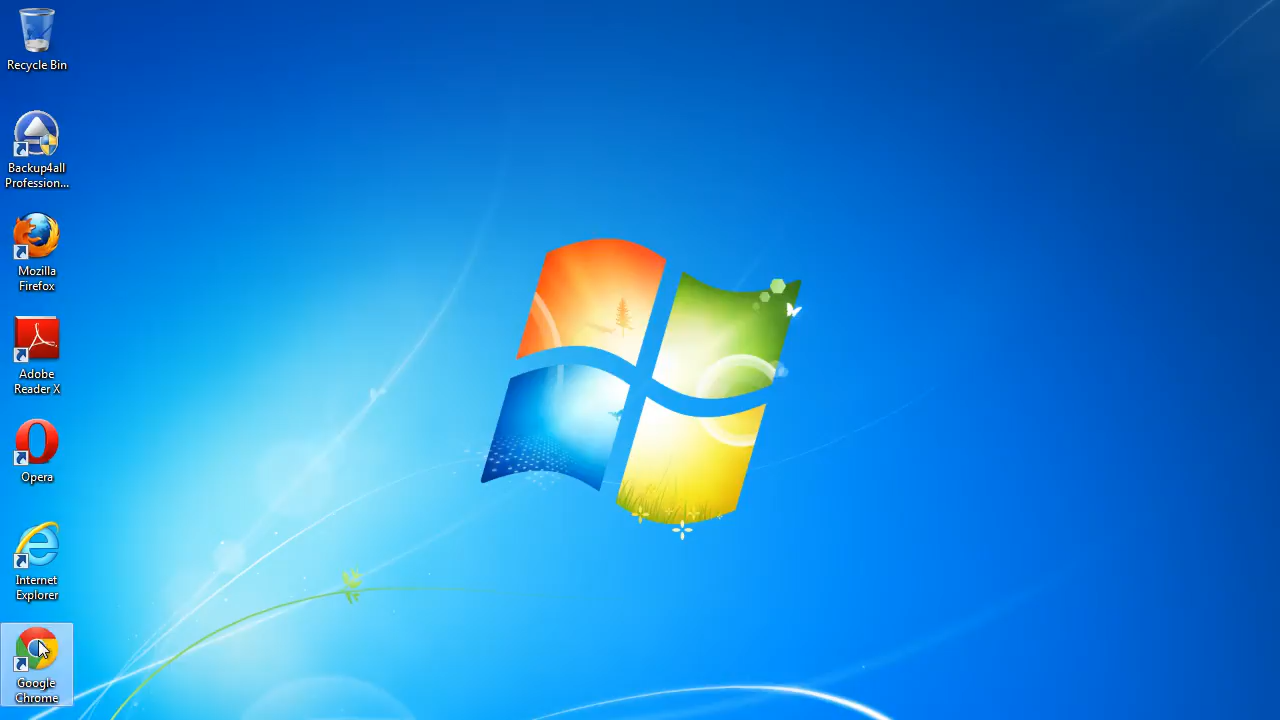 Recycle Bin
Backup4all
Profession...
Mozilla
Firefox
Adobe
Reader X
Opera
Internet
Explorer
Google
Chrome